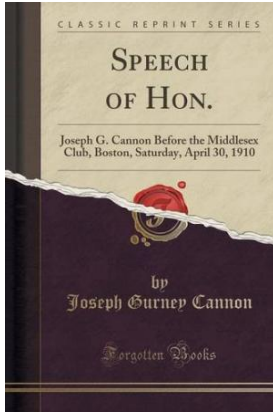 CLASSIC REPRINT SERIES
SPEECH
OF HON.
Joseph G. Cannon Before the Middlesex
Club, Boston, Saturday, April 30, 1910
by
Joseph Gurney Cannon
Forgotten Books